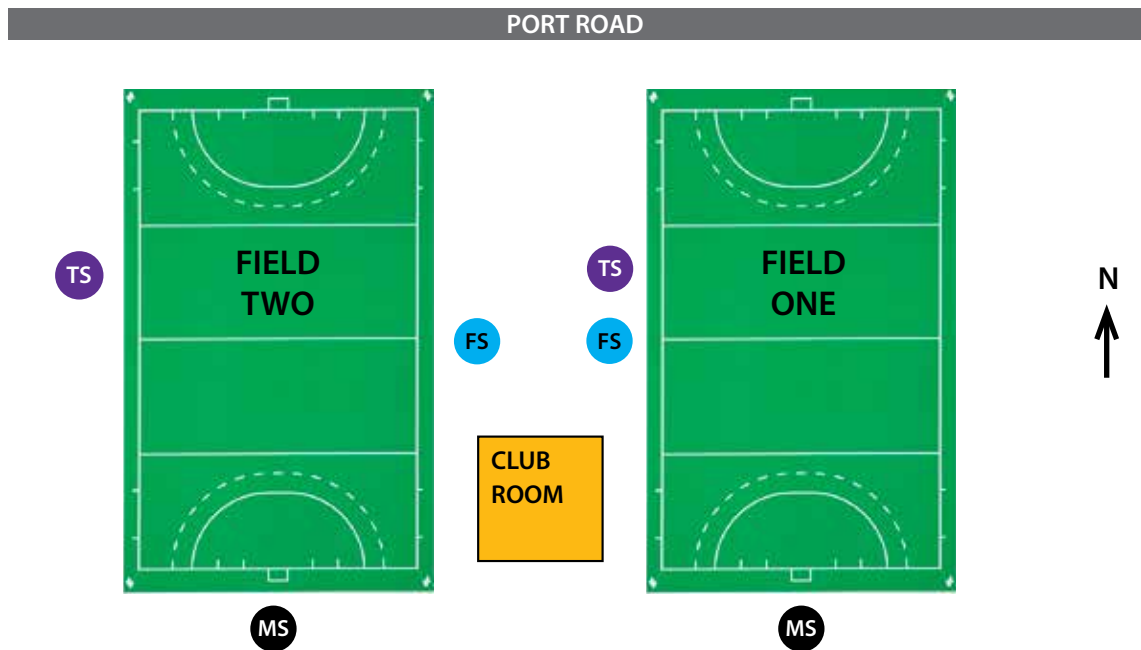 PORT ROAD
FIELD
TWO
FIELD
ONE
TS
TS
N
FS
FS
CLUB
ROOM
MS
MS